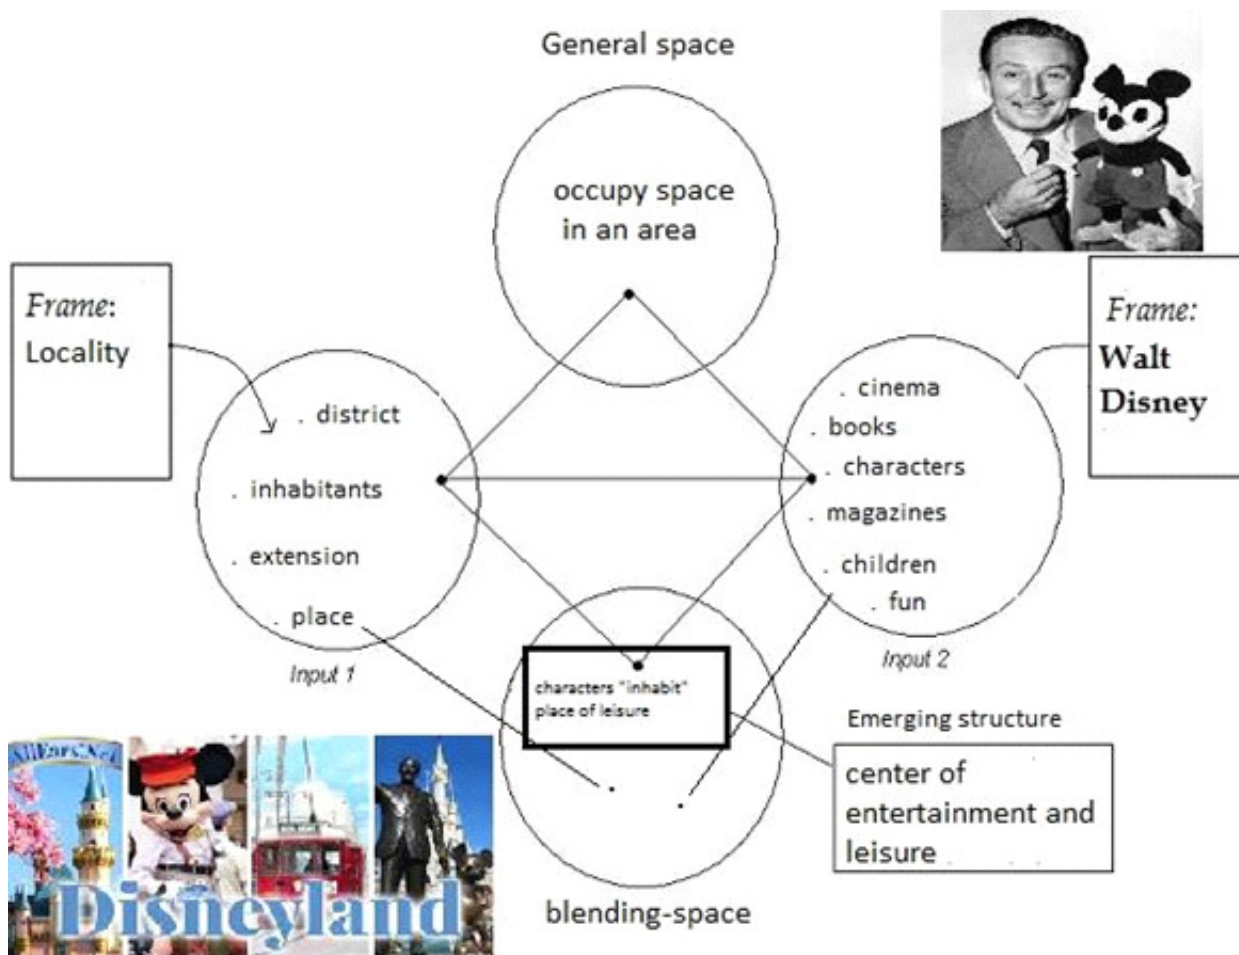 General space
occupy space
in an area
Frame:
Locality
. district
. inhabitants
. extension
. place
Input 1
Frame:
Walt
Disney
. cinema
. books
. characters
. magazines
. children
. fun
Input 2
characters "inhabit"
place of leisure
Emerging structure
center of
entertainment and
leisure
blending-space
AllEars.Net
Disneyland